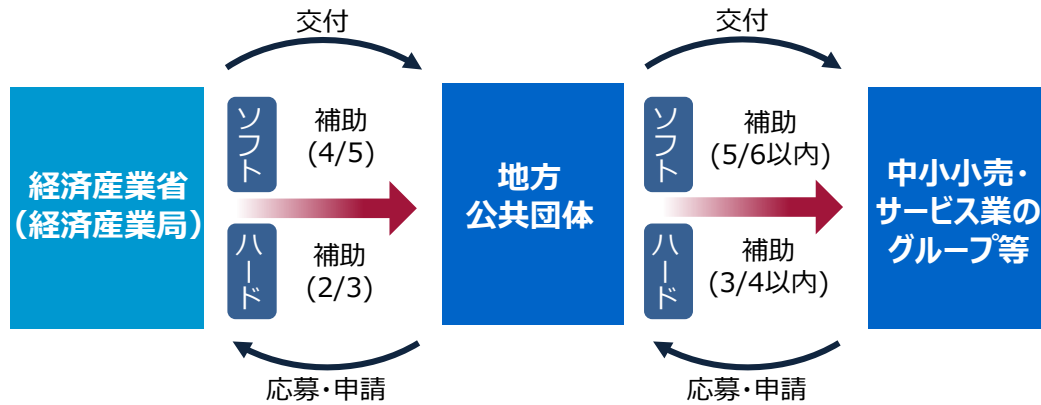 交付
交付
経済産業省
(経済産業局)
ソフト
補助
(4/5)
ハード
補助
(2/3)
地方
公共団体
ソフト
補助
(5/6以内)
ハード
補助
(3/4以内)
中小小売・
サービス業の
グループ等
応募・申請
応募・申請